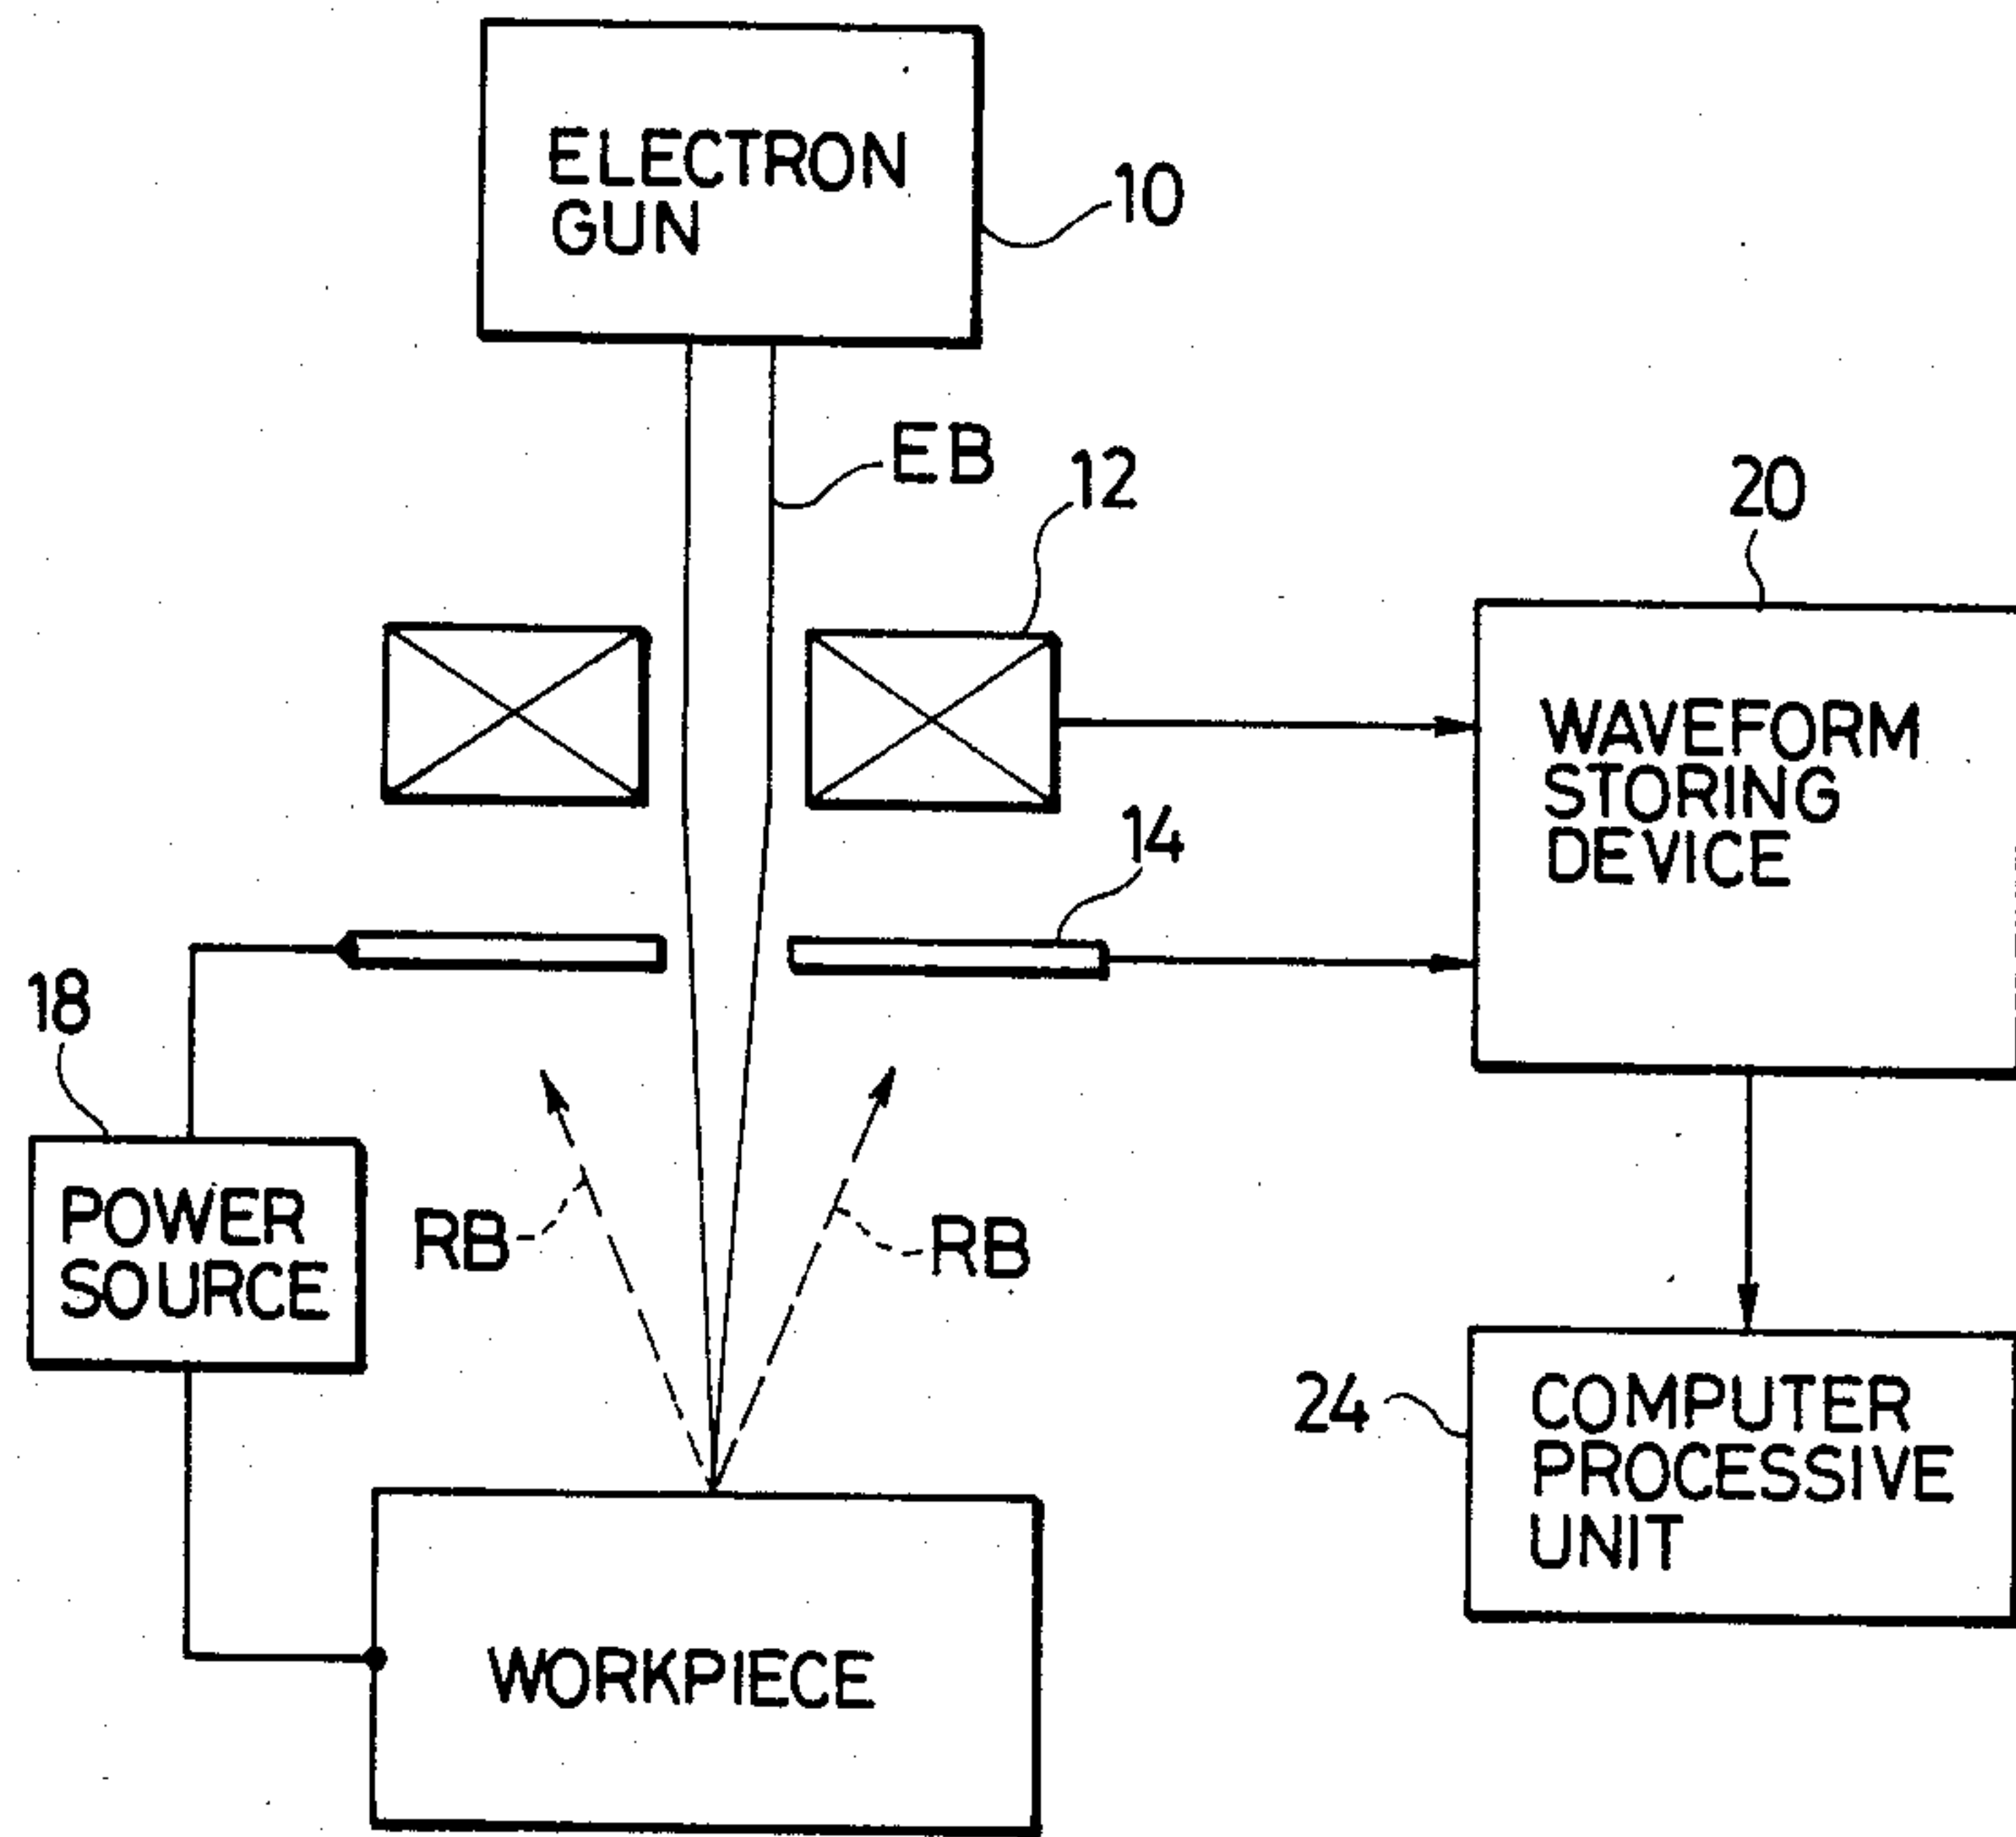 ELECTRON
GUN
10
EB
12
20
WAVEFORM
STORING
DEVICE
14
18
POWER
SOURCE
RB
RB
24
COMPUTER
PROCESSIVE
UNIT
WORKPIECE